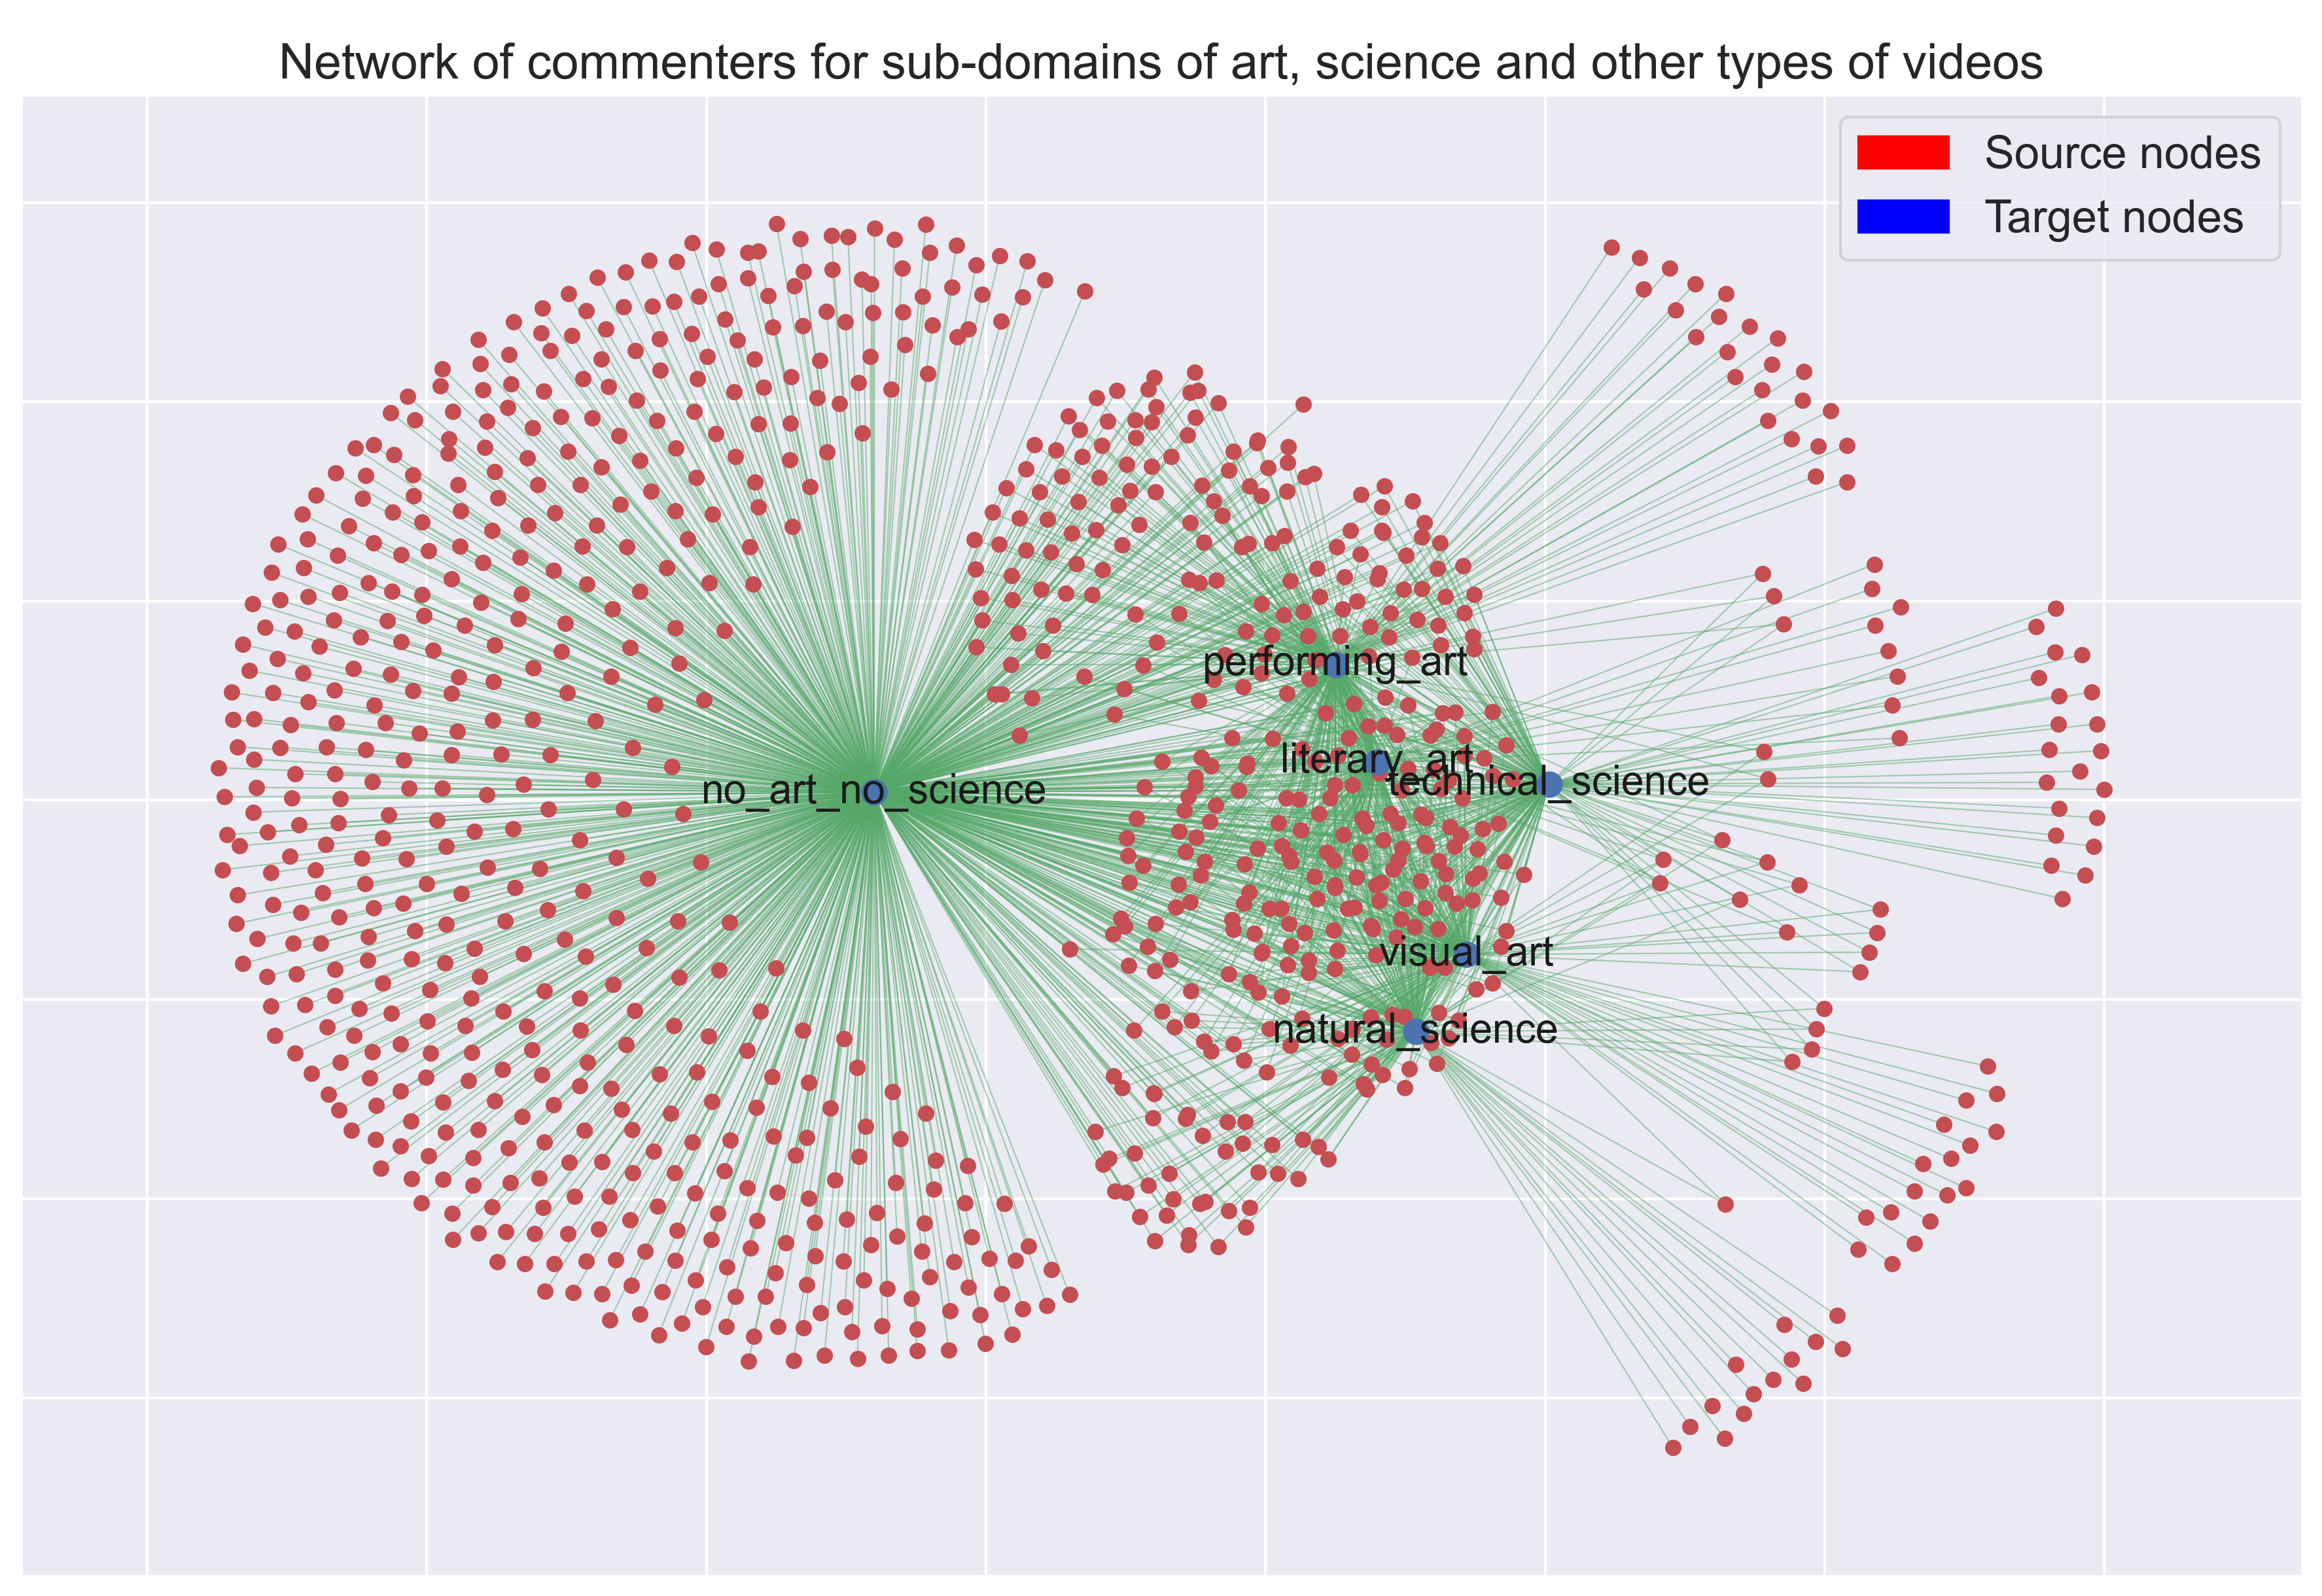 Network of commenters for sub-domains of art, science and other types of videos
Source nodes
Target nodes
performing_art
literary_art
technical_science
no_art_no_science
visual_art
natural_science